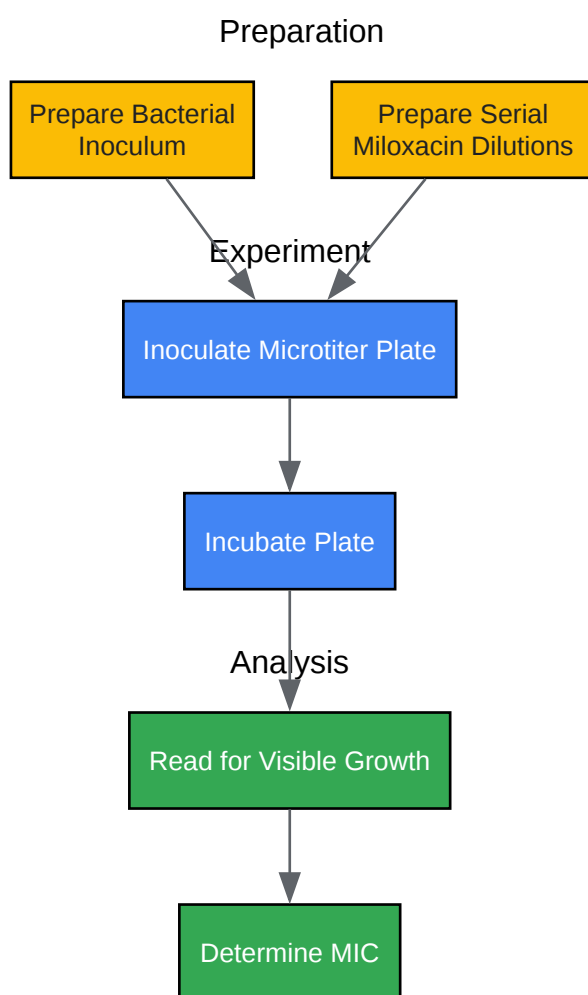 Preparation
Prepare Bacterial
Inoculum
Prepare Serial
Miloxacin Dilutions
Experiment
Inoculate Microtiter Plate
Incubate Plate
Analysis
Read for Visible Growth
Determine MIC